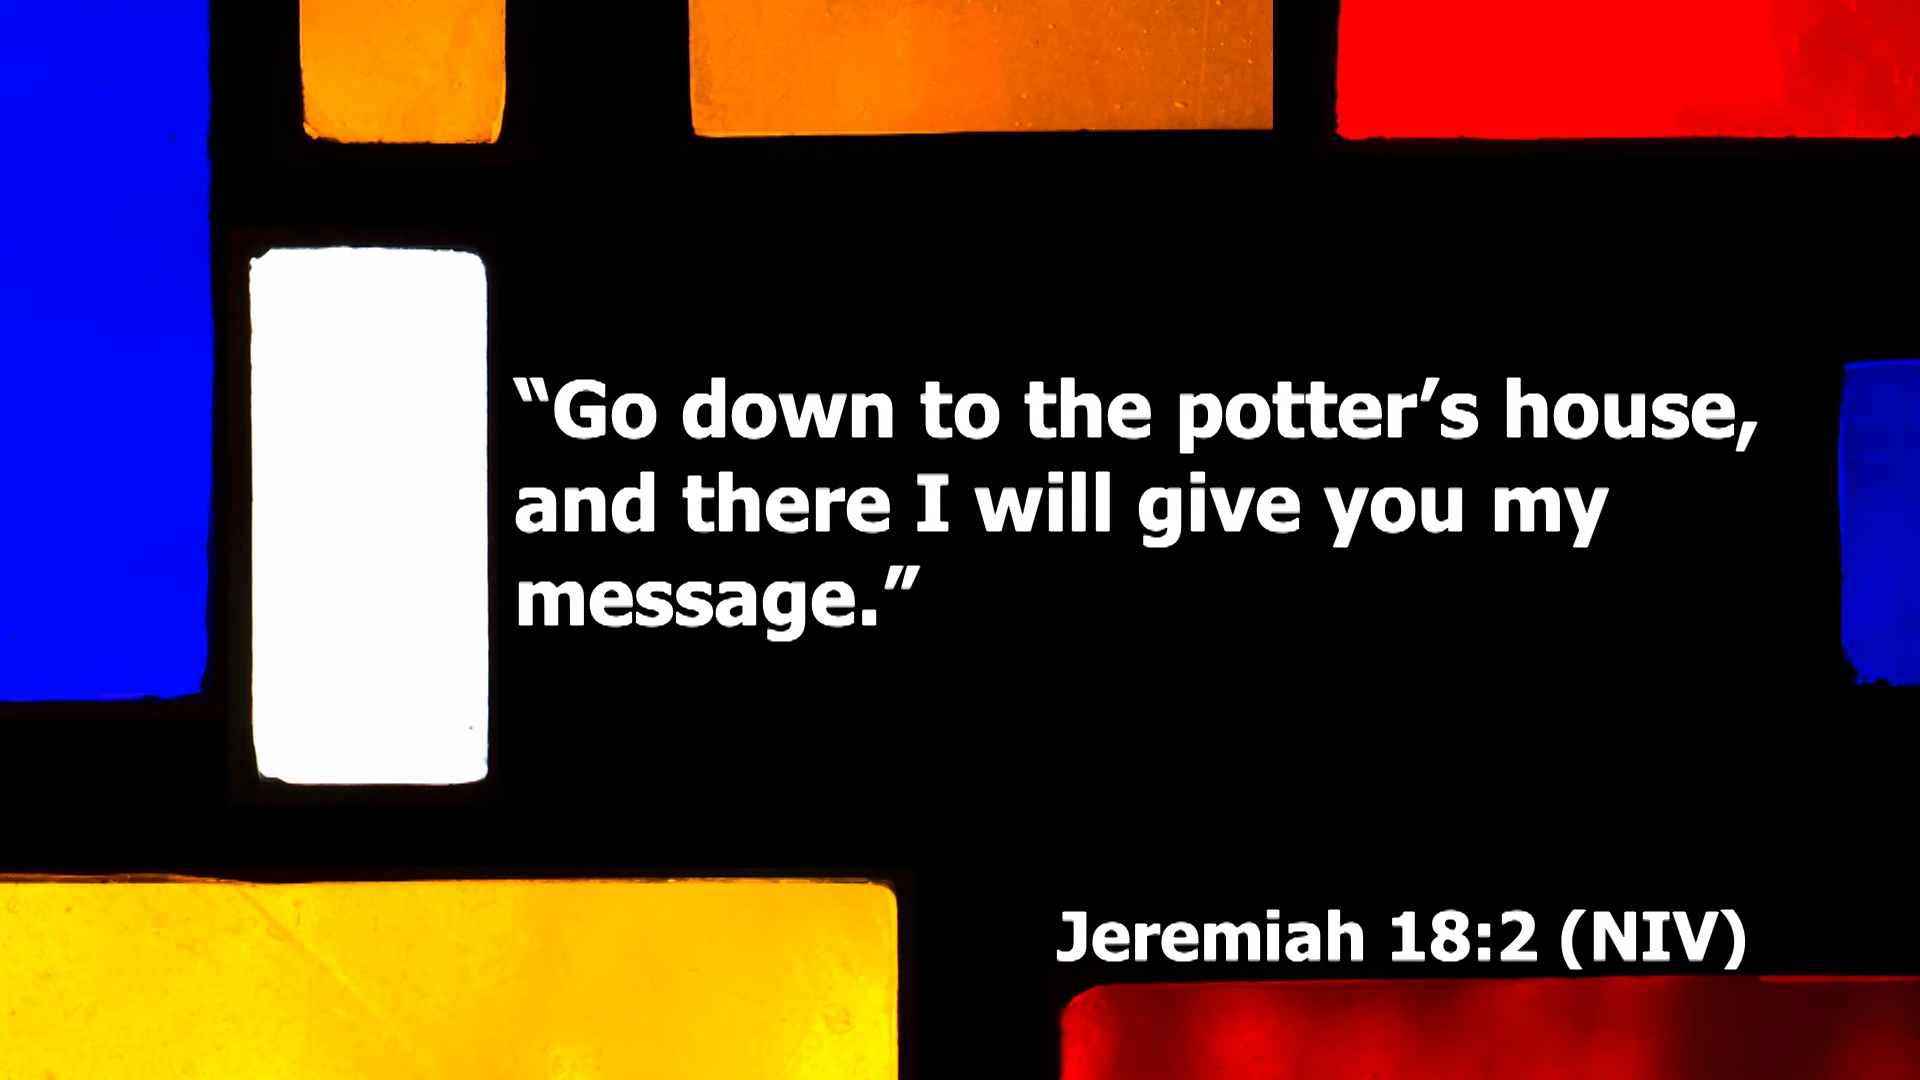 “Go down to the potter’s house,
and there I will give you my
message.”
Jeremiah 18:2 (NIV)